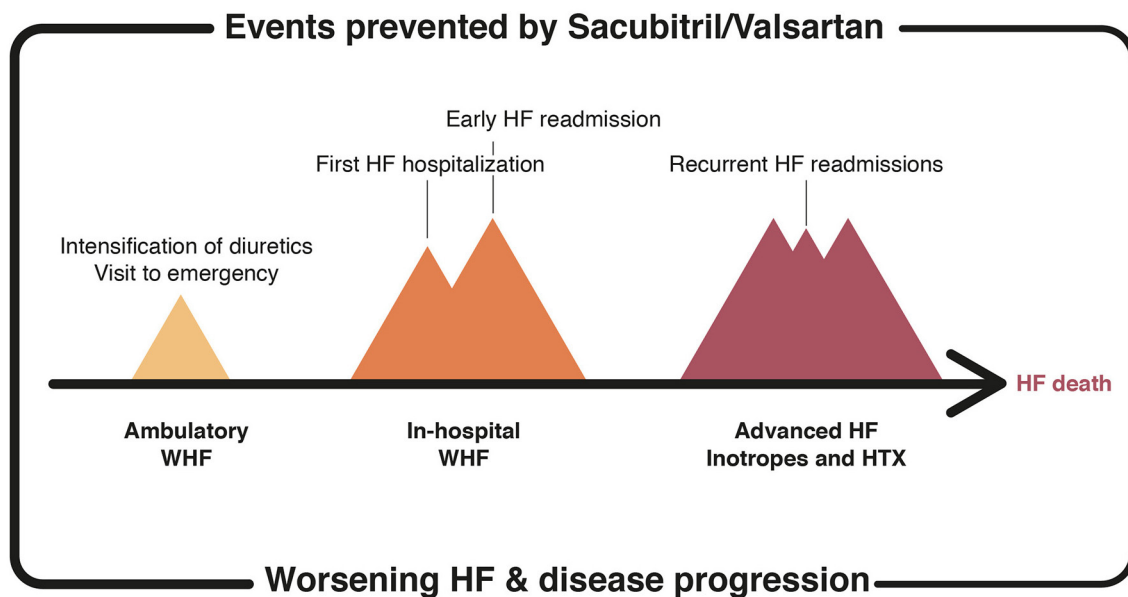 Events prevented by Sacubitril/Valsartan
Early HF readmission
First HF hospitalization
Recurrent HF readmissions
Intensification of diuretics
Visit to emergency
HF death
Ambulatory
WHF
In-hospital
WHF
Advanced HF
Inotropes and HTX
Worsening HF & disease progression